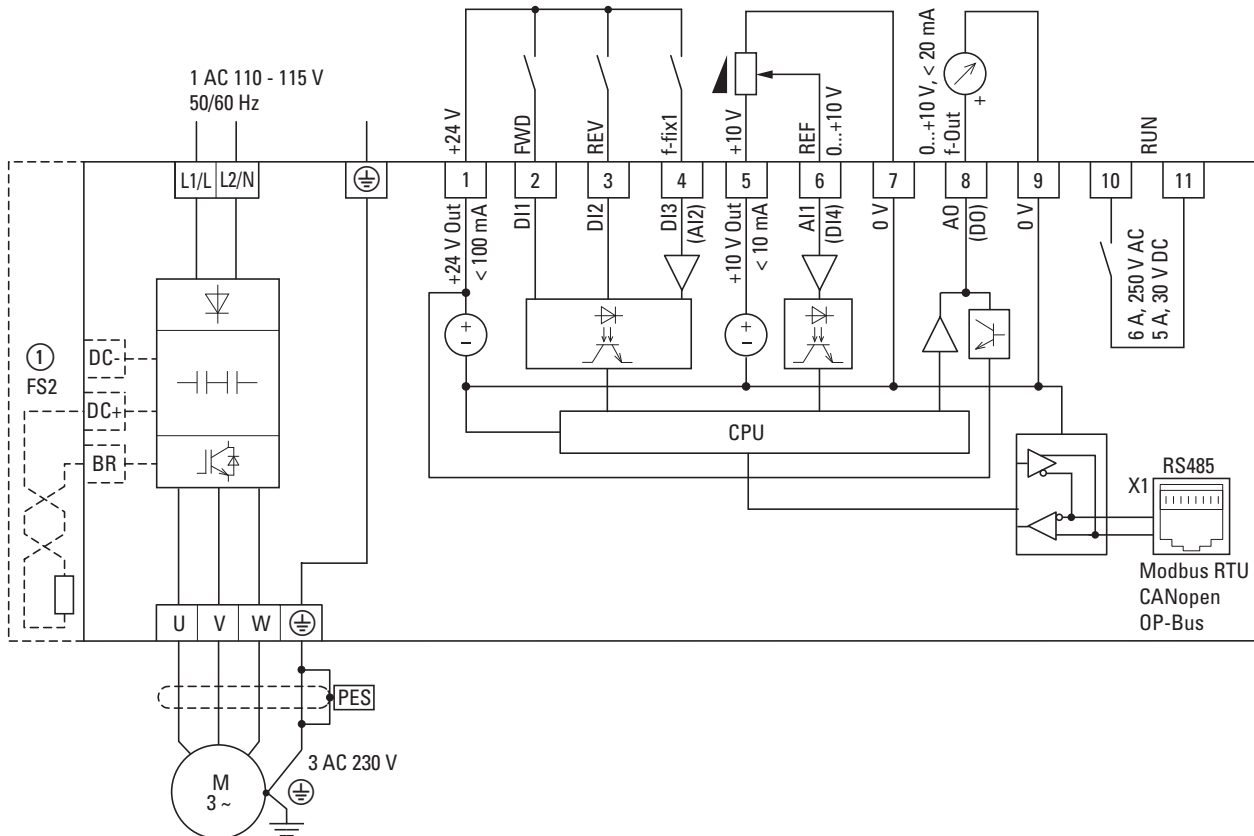 1 AC 110 - 115 V
50/60 Hz
+24 V
FWD
REV
f-fix1
+10 V
REF
0...+10 V
0...+10 V, < 20 mA
f-Out
+
RUN
L1/L
L2/N
1
2
3
4
5
6
7
8
9
10
11
+24 V Out
< 100 mA
DI1
DI2
DI3
(AI2)
+10 V Out
< 10 mA
AI1
(DI4)
0 V
AO
(DO)
0 V
6 A, 250 V AC
5 A, 30 V DC
+
-
+
-
1
FS2
DC-
DC+
BR
CPU
X1
RS485
Modbus RTU
CANopen
OP-Bus
U
V
W
PES
3 AC 230 V
M
3 ~